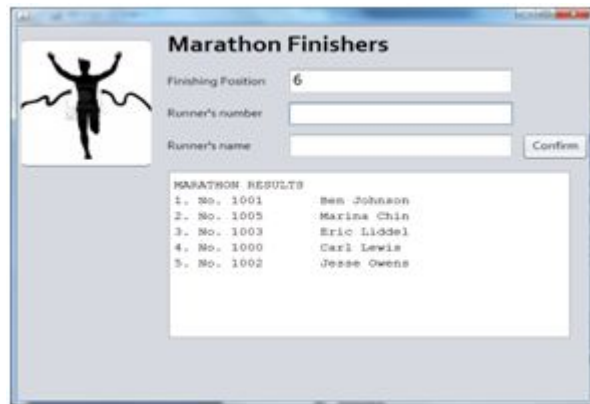 Marathon Finishers
Finishing Position 6
Runner's number
Runner's name Confirm
MARATHON RESULTS
1. No. 1001 Ben Johnson
2. No. 1005 Marina Chin
3. No. 1003 Eric Liddel
4. No. 1000 Carl Lewis
5. No. 1002 Jesse Owens